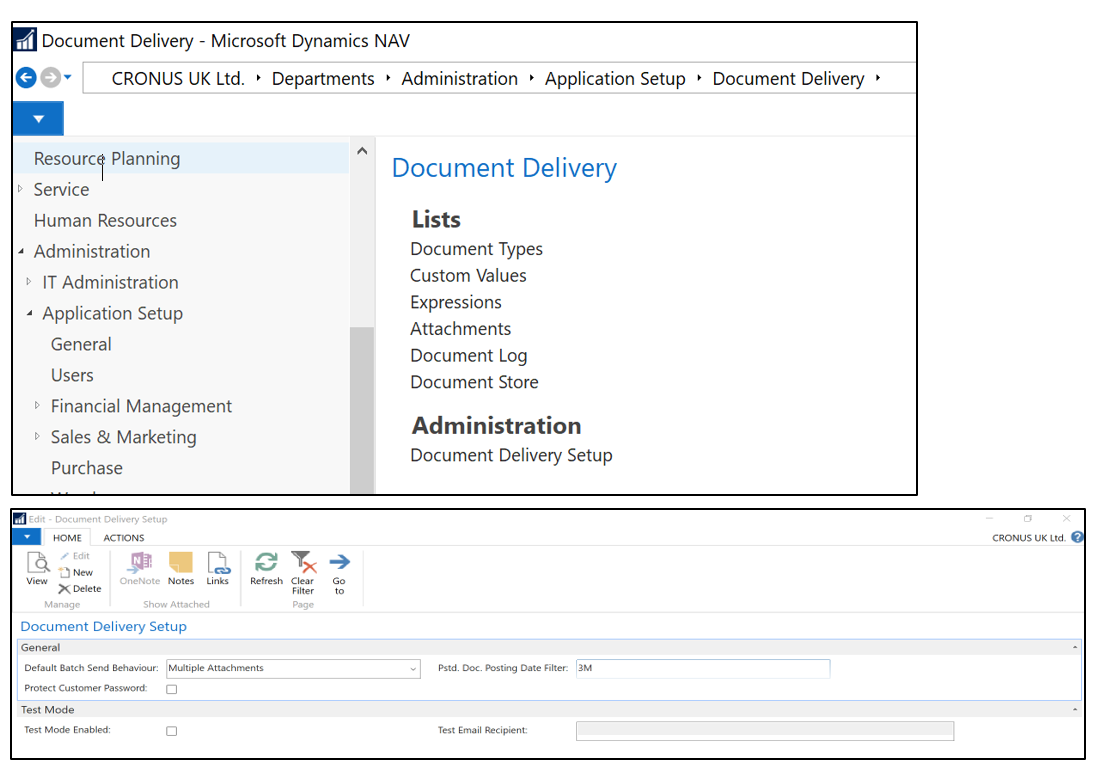 Document Delivery - Microsoft Dynamics NAV
CRONUS UK Ltd. Departments Administration Application Setup Document Delivery
Resource Planning
Service
Human Resources
Administration
IT Administration
Application Setup
General
Users
Financial Management
Sales & Marketing
Purchase
Document Delivery
Lists
Document Types
Custom Values
Expressions
Attachments
Document Log
Document Store
Administration
Document Delivery Setup
Edit - Document Delivery Setup
HOME ACTIONS CRONUS UK Ltd. ?
View
Edit
New
Delete
Manage
OneNote Notes Links
Show Attached
Refresh Clear Filter Go to
Page
Document Delivery Setup
General
Default Batch Send Behaviour: Multiple Attachments Pstd. Doc. Posting Date Filter: 3M
Protect Customer Password:
Test Mode
Test Mode Enabled: Test Email Recipient: